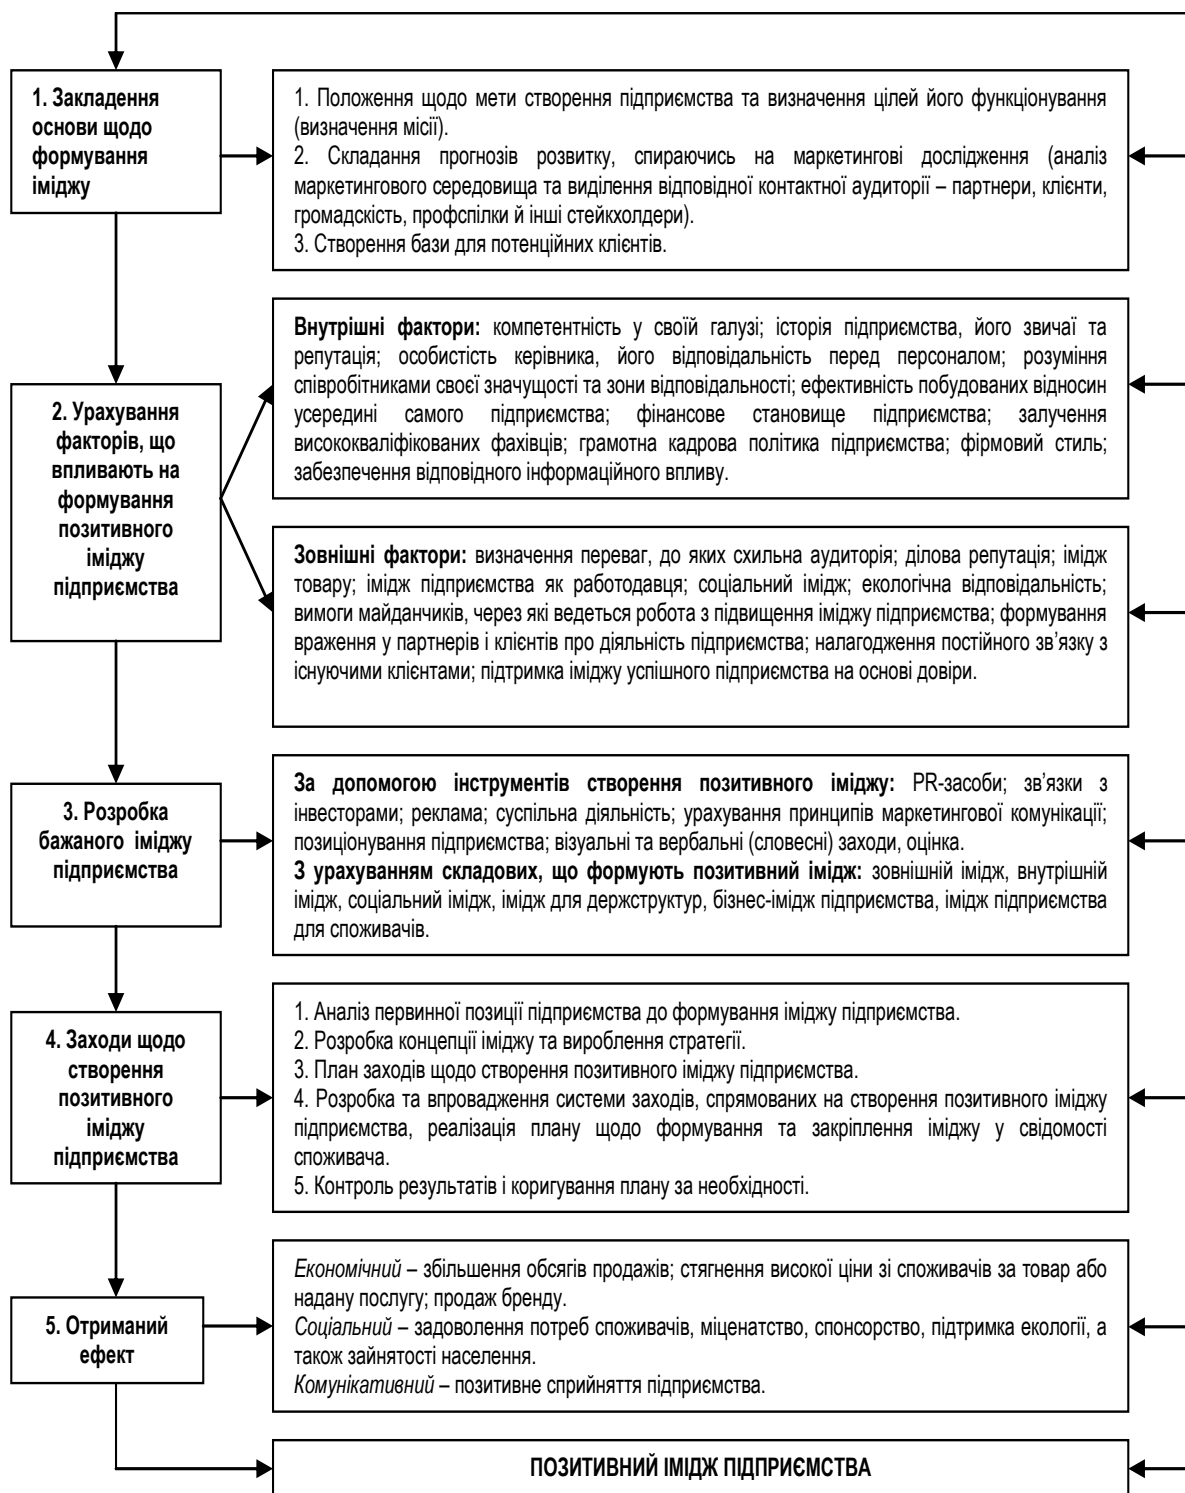 1. Закладення
основи щодо
формування
іміджу
1. Положення щодо мети створення підприємства та визначення цілей його функціонування
(визначення місії).
2. Складання прогнозів розвитку, спираючись на маркетингові дослідження (аналіз
маркетингового середовища та виділення відповідної контактної аудиторії – партнери, клієнти,
громадскість, профспілки й інші стейкхолдери).
3. Створення бази для потенційних клієнтів.
2. Урахування
факторів, що
впливають на
формування
позитивного
іміджу
підприємства
Внутрішні фактори: компетентність у своїй галузі; історія підприємства, його звичаї та
репутація; особистість керівника, його відповідальність перед персоналом; розуміння
співробітниками своєї значущості та зони відповідальності; ефективність побудованих відносин
усередині самого підприємства; фінансове становище підприємства; залучення
висококваліфікованих фахівців; грамотна кадрова політика підприємства; фірмовий стиль;
забезпечення відповідного інформаційного впливу.
Зовнішні фактори: визначення переваг, до яких схильна аудиторія; ділова репутація; імідж
товару; імідж підприємства як работодавця; соціальний імідж; екологічна відповідальність;
вимоги майданчиків, через які ведеться робота з підвищення іміджу підприємства; формування
враження у партнерів і клієнтів про діяльність підприємства; налагодження постійного зв’язку з
існуючими клієнтами; підтримка іміджу успішного підприємства на основі довіри.
3. Розробка
бажаного іміджу
підприємства
За допомогою інструментів створення позитивного іміджу: PR-засоби; зв’язки з
інвесторами; реклама; суспільна діяльність; урахування принципів маркетингової комунікації;
позиціонування підприємства; візуальні та вербальні (словесні) заходи, оцінка.
З урахуванням складових, що формують позитивний імідж: зовнішній імідж, внутрішній
імідж, соціальний імідж, імідж для держструктур, бізнес-імідж підприємства, імідж підприємства
для споживачів.
4. Заходи щодо
створення
позитивного
іміджу
підприємства
1. Аналіз первинної позиції підприємства до формування іміджу підприємства.
2. Розробка концепції іміджу та вироблення стратегії.
3. План заходів щодо створення позитивного іміджу підприємства.
4. Розробка та впровадження системи заходів, спрямованих на створення позитивного іміджу
підприємства, реалізація плану щодо формування та закріплення іміджу у свідомості
споживача.
5. Контроль результатів і коригування плану за необхідності.
5. Отриманий
ефект
Економічний – збільшення обсягів продажів; стягнення високої ціни зі споживачів за товар або
надану послугу; продаж бренду.
Соціальний – задоволення потреб споживачів, міценатство, спонсорство, підтримка екології, а
також зайнятості населення.
Комунікативний – позитивне сприйняття підприємства.
ПОЗИТИВНИЙ ІМІДЖ ПІДПРИЄМСТВА